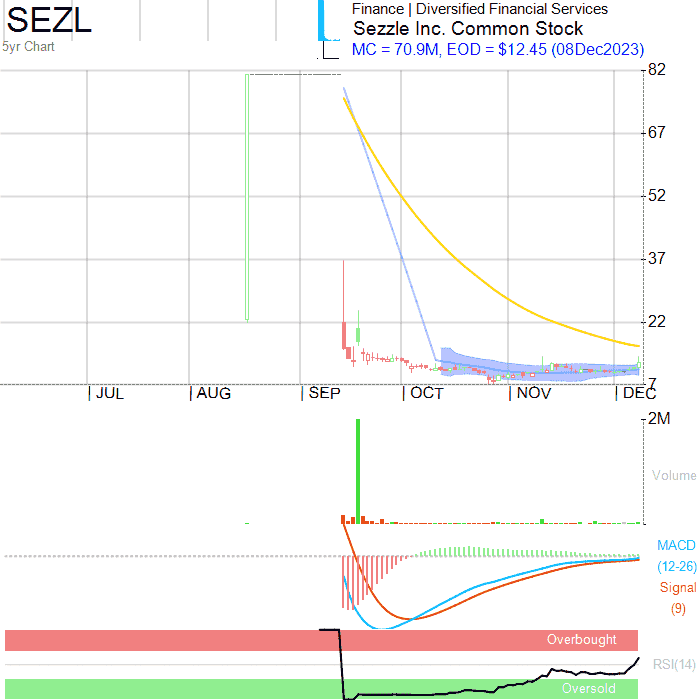 SEZL
5yr Chart
Finance | Diversified Financial Services
Sezzle Inc. Common Stock
MC = 70.9M, EOD = $12.45 (08Dec2023)
82
67
52
37
22
7
JUL AUG SEP OCT NOV DEC
2M
Volume
MACD
(12-26)
Signal
(9)
Overbought
RSI(14)
Oversold